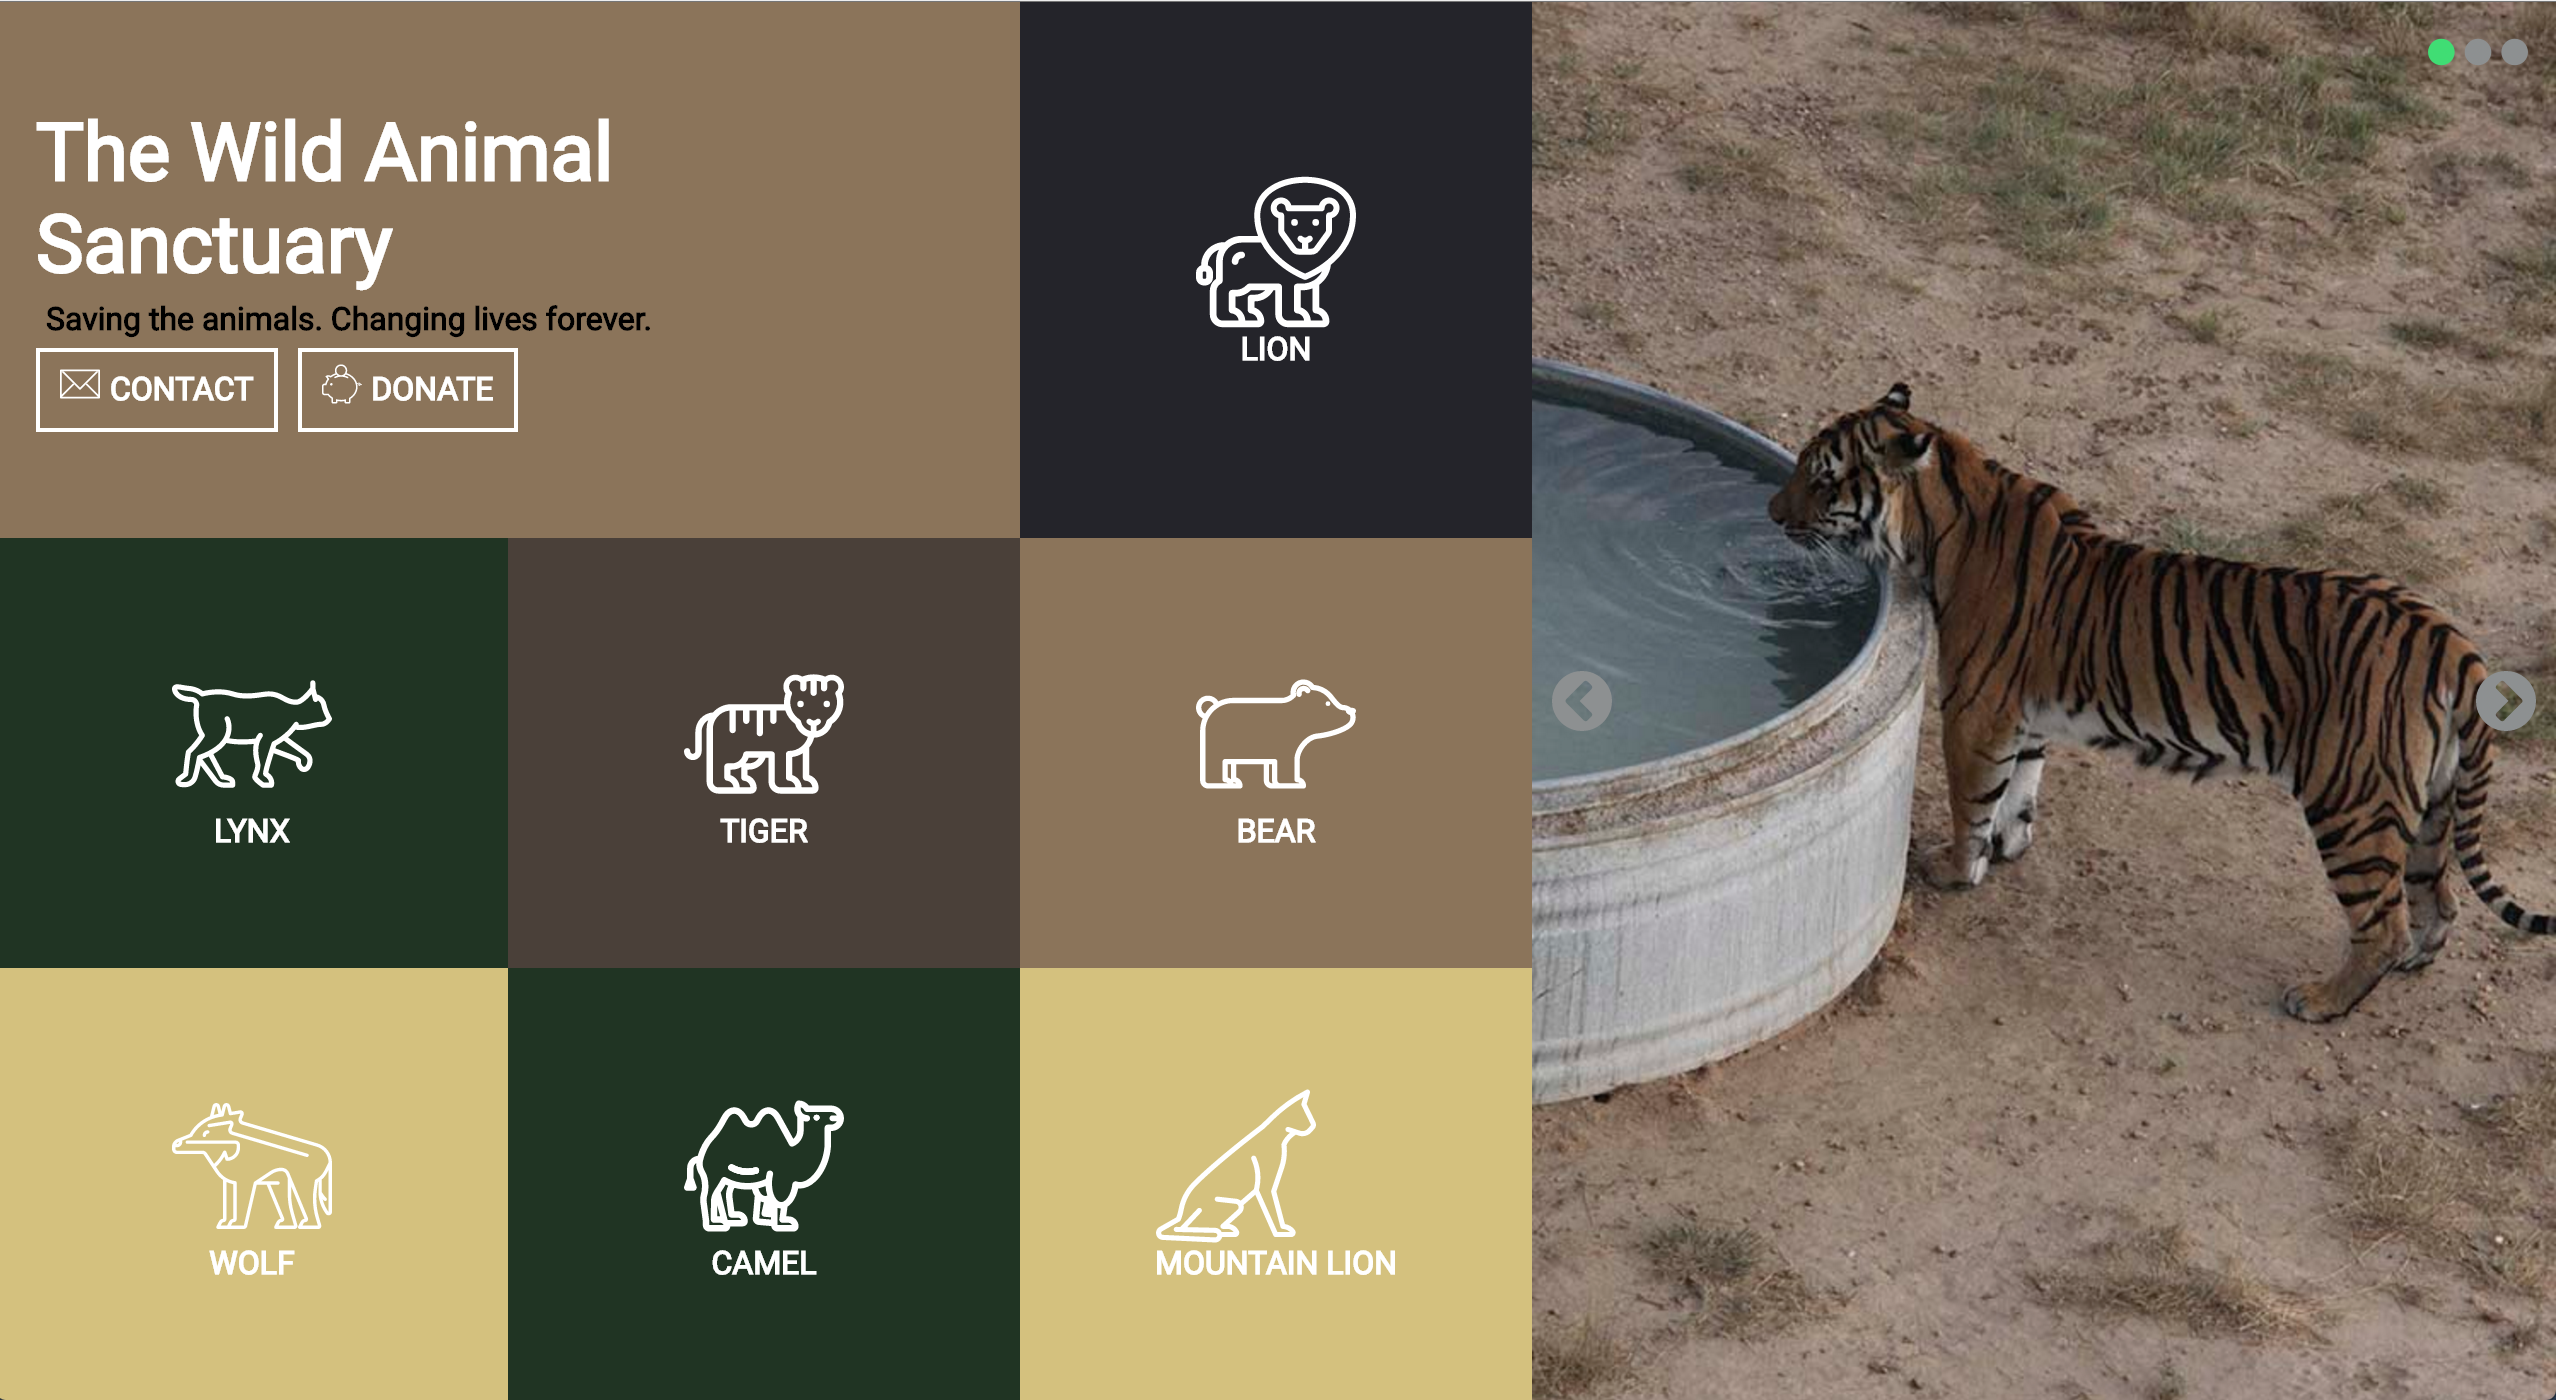 The Wild Animal
Sanctuary
Saving the animals. Changing lives forever.
CONTACT
DONATE
LION
LYNX
TIGER
BEAR
WOLF
CAMEL
MOUNTAIN LION